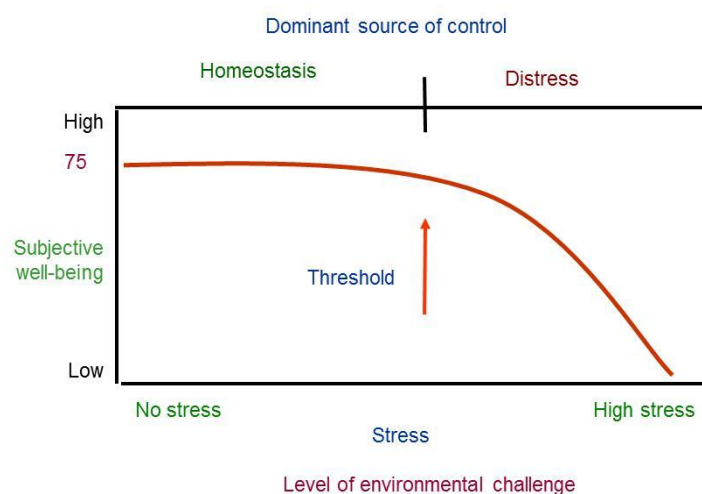 Dominant source of control
Homeostasis
Distress
High
75
Subjective
well-being
Threshold
Low
No stress
High stress
Stress
Level of environmental challenge